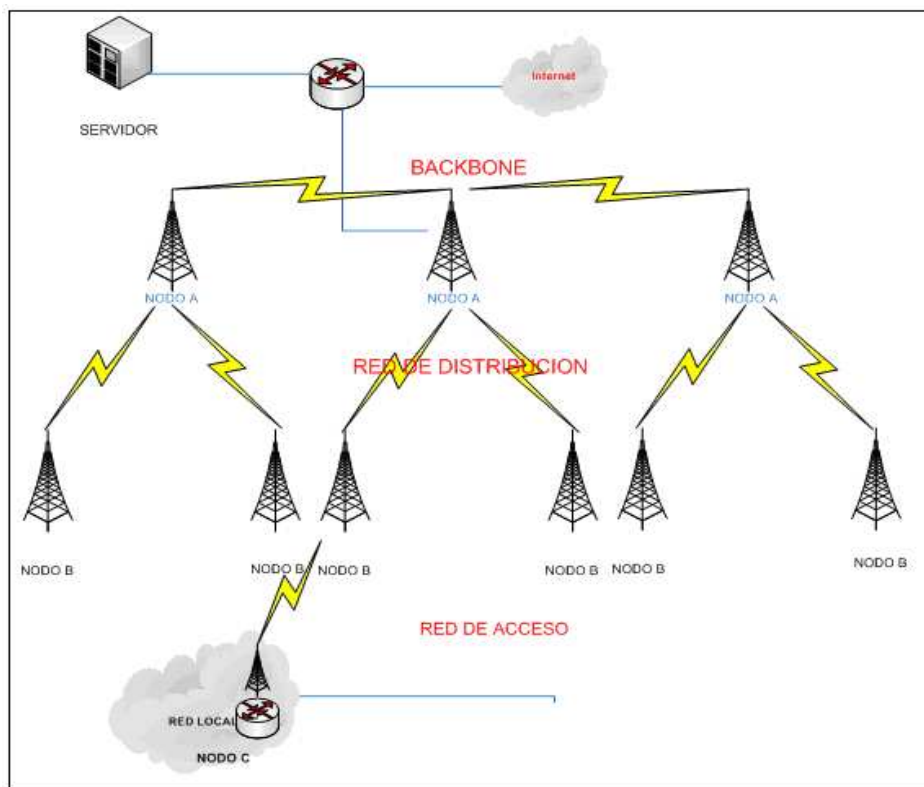 Internet
SERVIDOR
BACKBONE
NODO A
NODO A
NODO A
RED DE DISTRIBUCION
NODO B
NODO B
NODO B
NODO B
NODO B
NODO B
RED DE ACCESO
RED LOCAL
NODO C